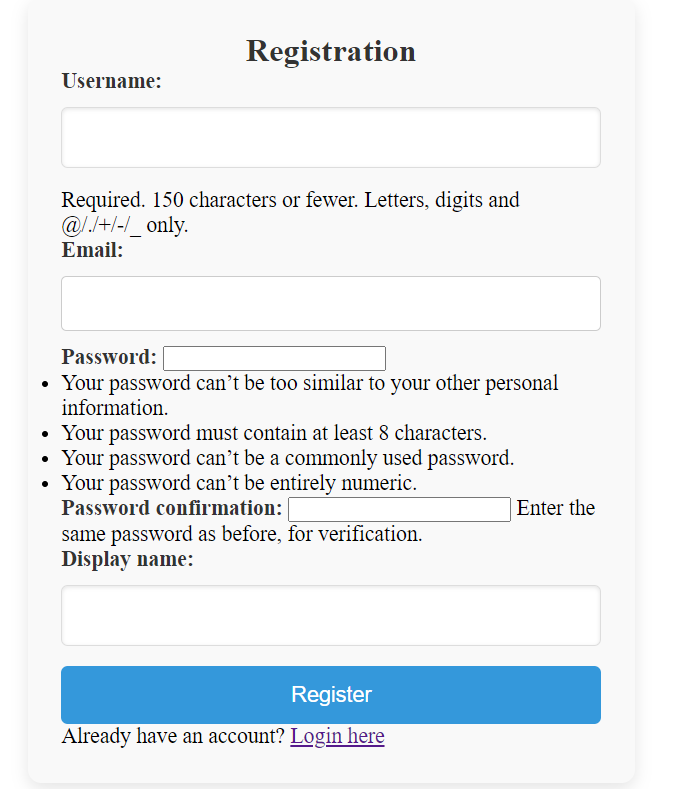 Registration
Username:
Required. 150 characters or fewer. Letters, digits and
@/./+/-/_ only.
Email:
Password:
• Your password can’t be too similar to your other personal
information.
• Your password must contain at least 8 characters.
• Your password can’t be a commonly used password.
• Your password can’t be entirely numeric.
Password confirmation: Enter the
same password as before, for verification.
Display name:
Register
Already have an account? Login here